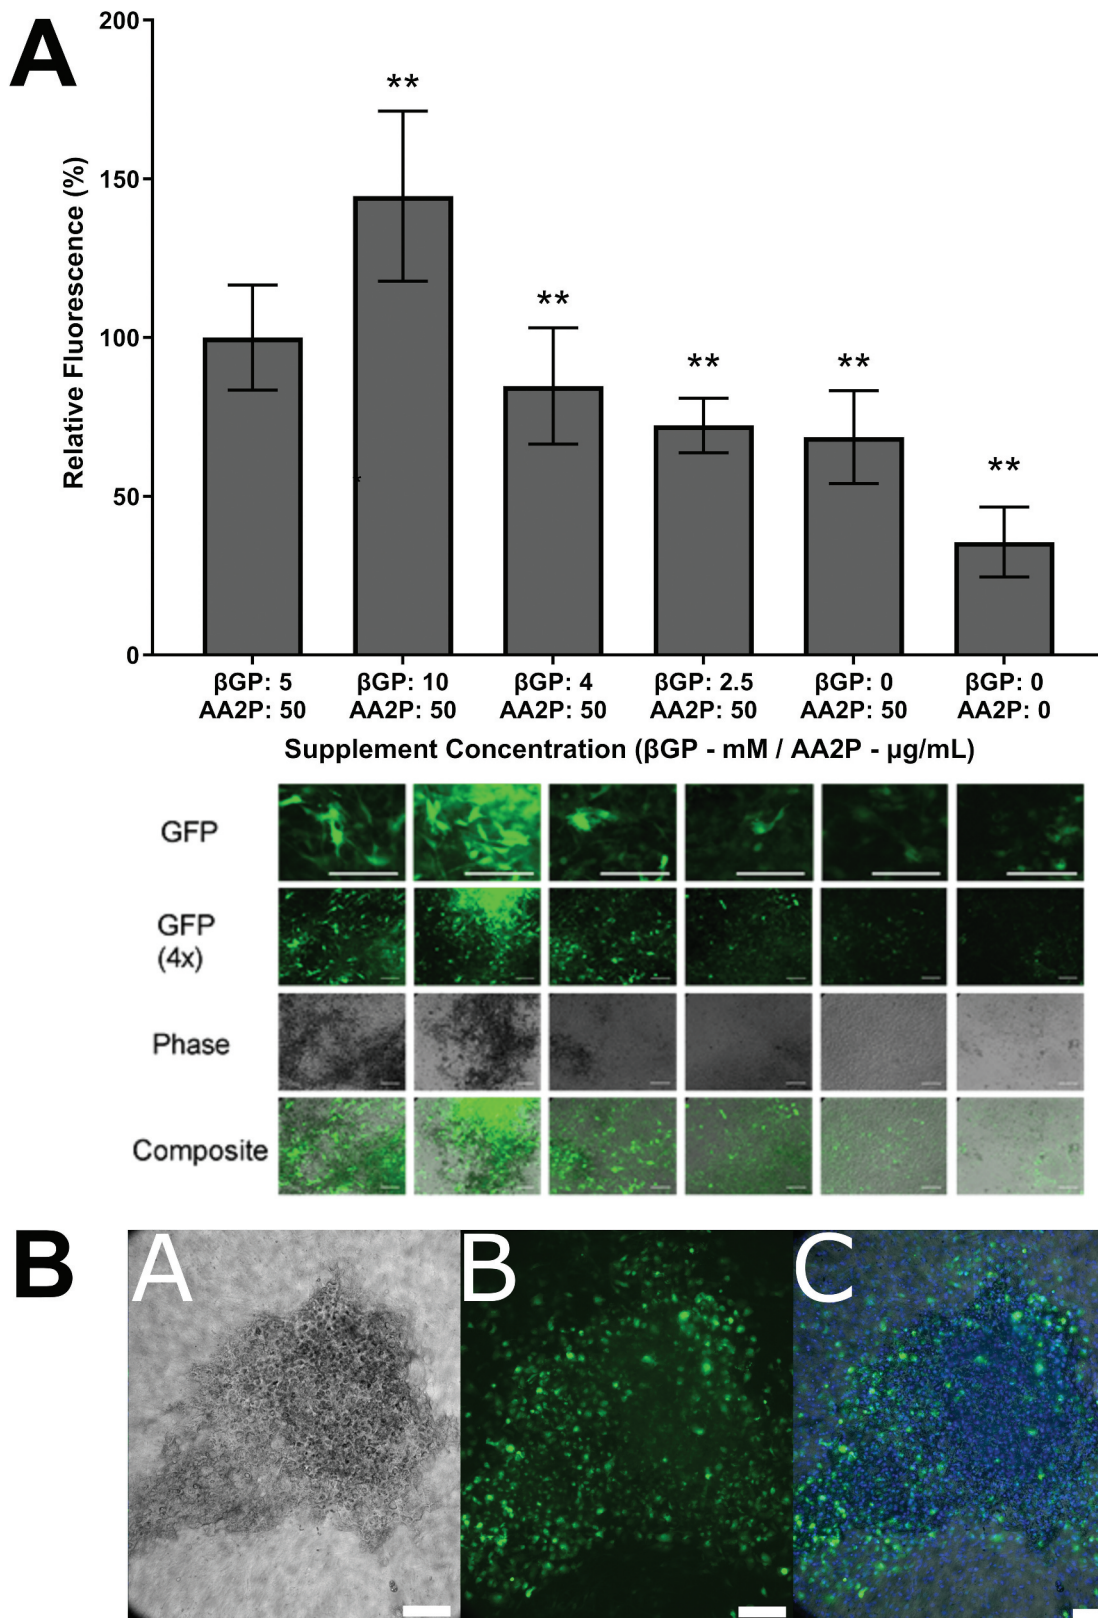 A
200
150
100
50
0
Relative Fluorescence (%)
**
**
**
**
**
*
βGP: 5
AA2P: 50
βGP: 10
AA2P: 50
βGP: 4
AA2P: 50
βGP: 2.5
AA2P: 50
βGP: 0
AA2P: 50
βGP: 0
AA2P: 0
Supplement Concentration (βGP - mM / AA2P - µg/mL)
GFP
GFP
(4x)
Phase
Composite
B
A
B
C